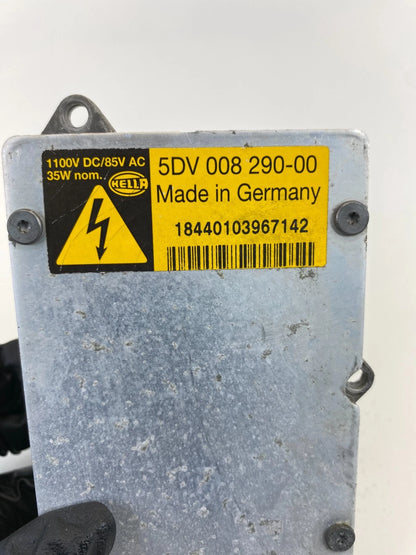 1100V DC/85V AC
35W nom..
HELLA
5DV 008 290-00
Made in Germany
18440103967142